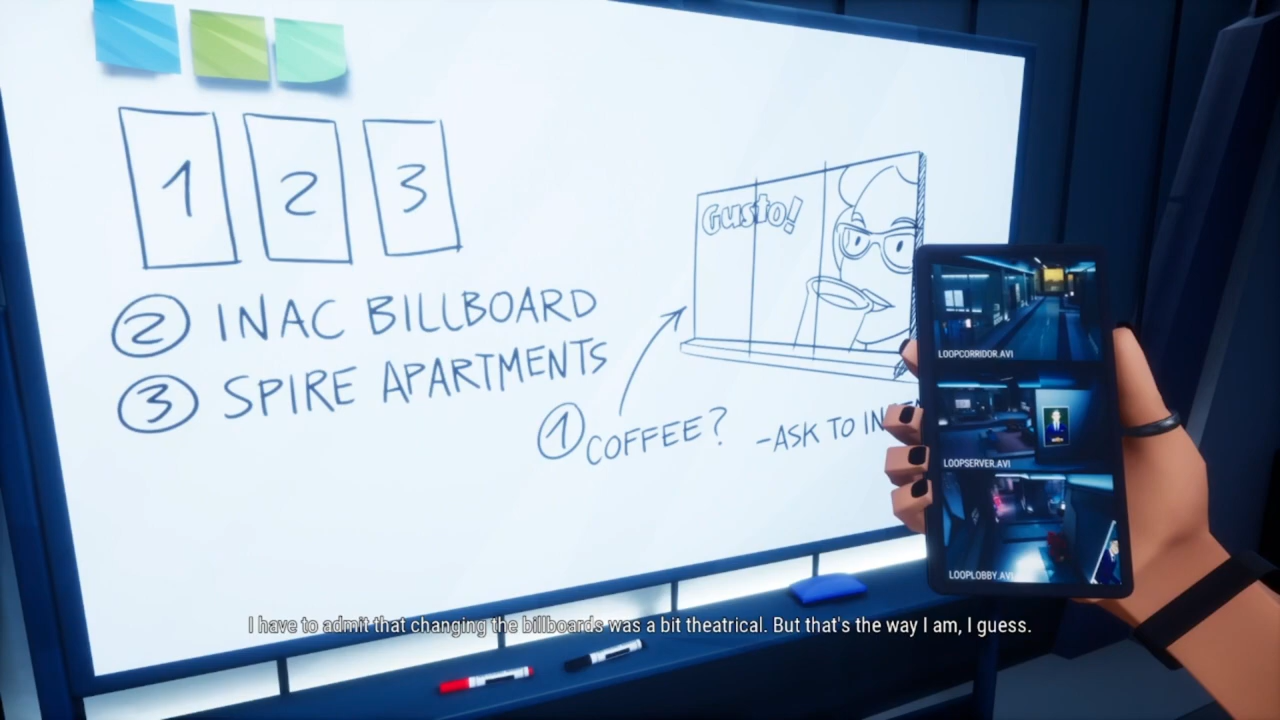 1 2 3
Gusto!
② INAC BILLBOARD
③ SPIRE APARTMENTS
① COFFEE?
-ASK TO
LOOPCORRIDOR.AVI
LOOPSERVER.AVI
LOOPLOBBY.AVI
I have to admit that changing the billboards was a bit theatrical. But that's the way I am, I guess.